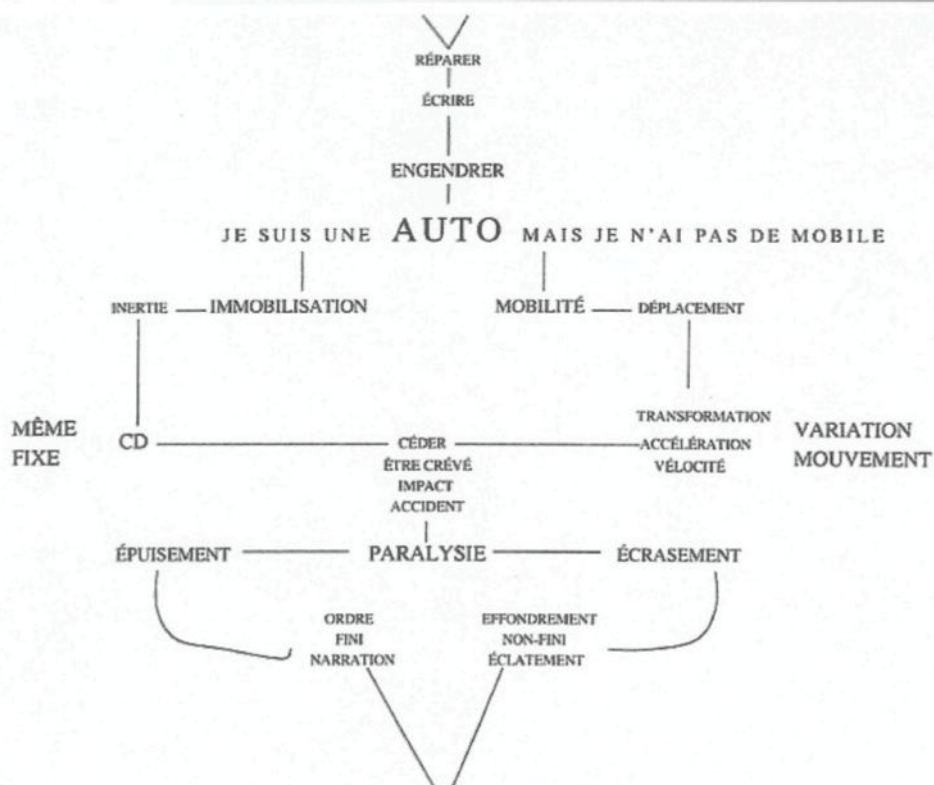 RÉPARER
ÉCRIRE
ENGENDRER
JE SUIS UNE AUTO MAIS JE N'AI PAS DE MOBILE
INERTIE IMMOBILISATION MOBILITÉ DÉPLACEMENT
MÊME
FIXE
CD
CÉDER
ÊTRE CRÉVÉ
IMPACT
ACCIDENT
TRANSFORMATION
ACCÉLÉRATION
VÉLOCITÉ
VARIATION
MOUVEMENT
ÉPUISEMENT PARALYSIE ÉCRASEMENT
ORDRE
FINI
NARRATION
EFFONDREMENT
NON-FINI
ÉCLATEMENT